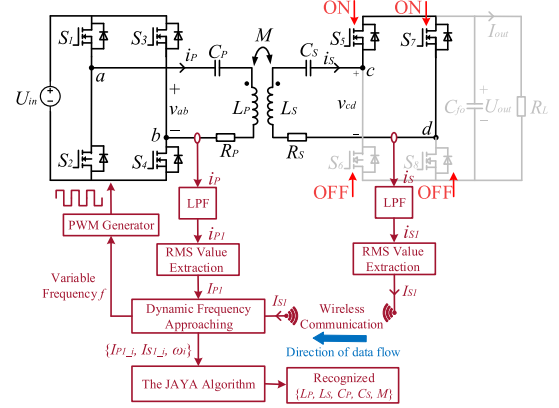 ON
ON
S1
S3
S5
S7
Iout
iP
CP
M
CS
iS
a
c
Uin
vab
LP
LS
vcd
Cfo
Uout
RL
b
d
S2
S4
RP
RS
S6
S8
OFF
OFF
iP
iS
LPF
LPF
PWM Generator
iP1
iS1
RMS Value
Extraction
RMS Value
Extraction
Variable
Frequency f
IP1
IS1
Dynamic Frequency
Approaching
IS1
Wireless
Communication
Direction of data flow
{IP1_i, IS1_i, ωi}
The JAYA Algorithm
Recognized
{LP, LS, CP, CS, M}